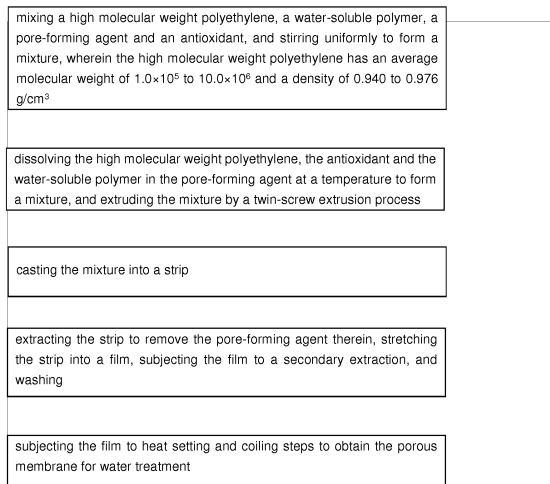 mixing a high molecular weight polyethylene, a water-soluble polymer, a
pore-forming agent and an antioxidant, and stirring uniformly to form a
mixture, wherein the high molecular weight polyethylene has an average
molecular weight of 1.0×10⁵ to 10.0×10⁶ and a density of 0.940 to 0.976
g/cm³
dissolving the high molecular weight polyethylene, the antioxidant and the
water-soluble polymer in the pore-forming agent at a temperature to form
a mixture, and extruding the mixture by a twin-screw extrusion process
casting the mixture into a strip
extracting the strip to remove the pore-forming agent therein, stretching
the strip into a film, subjecting the film to a secondary extraction, and
washing
subjecting the film to heat setting and coiling steps to obtain the porous
membrane for water treatment